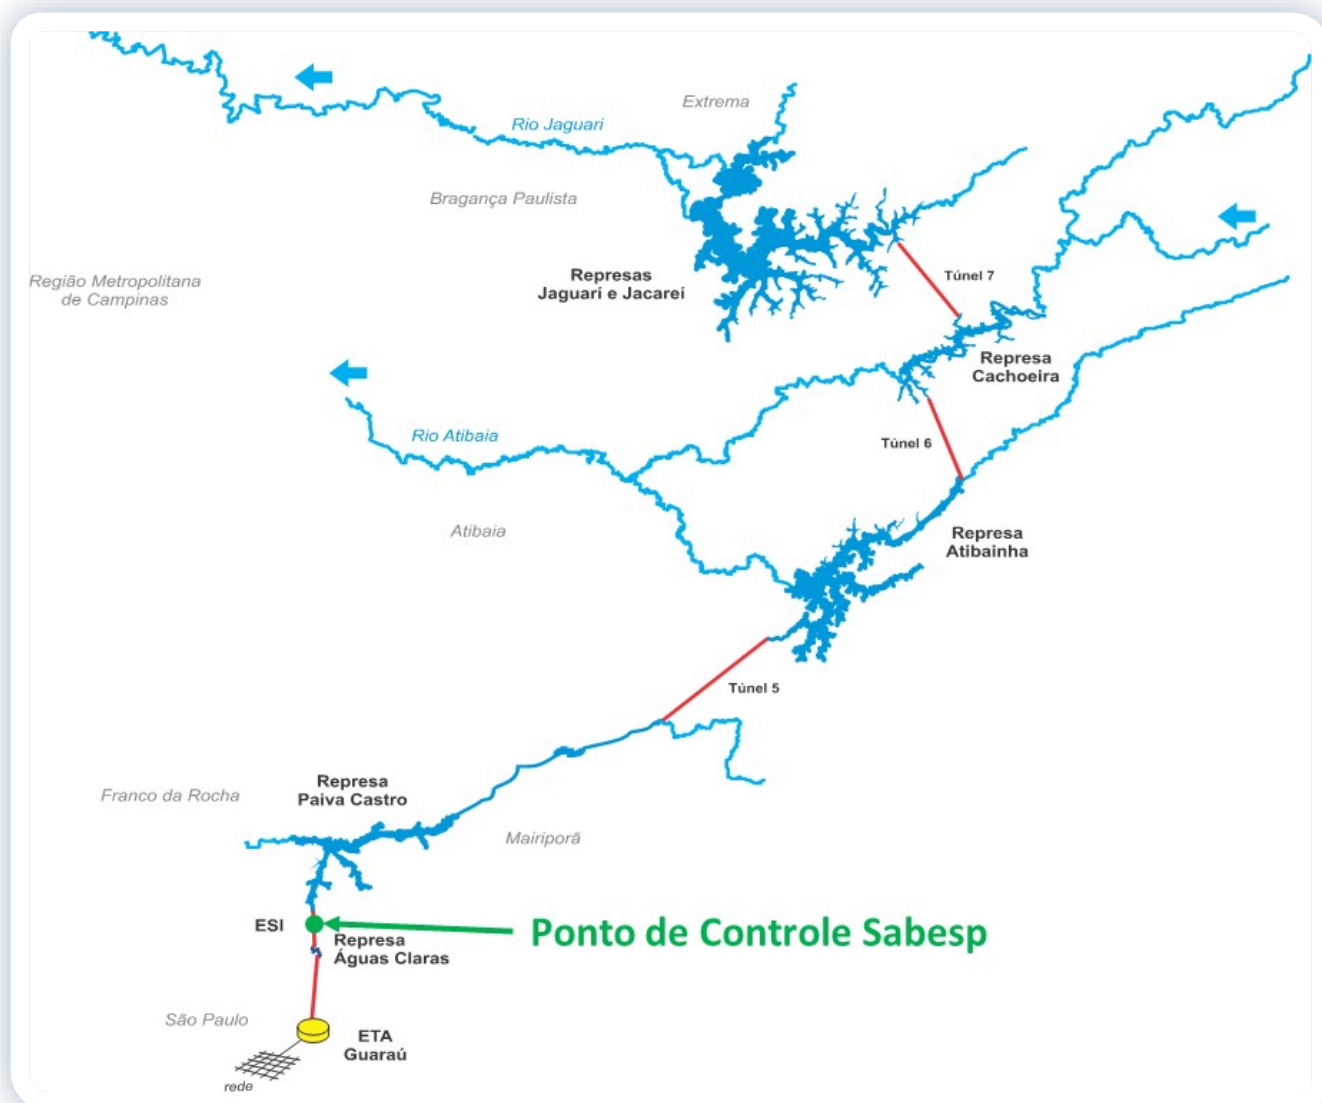 Extrema
Rio Jaguari
Bragança Paulista
Represas
Jaguari e Jacareí
Túnel 7
Região Metropolitana
de Campinas
Represa
Cachoeira
Rio Atibaia
Túnel 6
Atibaia
Represa
Atibainha
Túnel 5
Represa
Paiva Castro
Franco da Rocha
Mairiporã
ESI
Ponto de Controle Sabesp
Represa
Águas Claras
São Paulo
ETA
Guaraú
rede